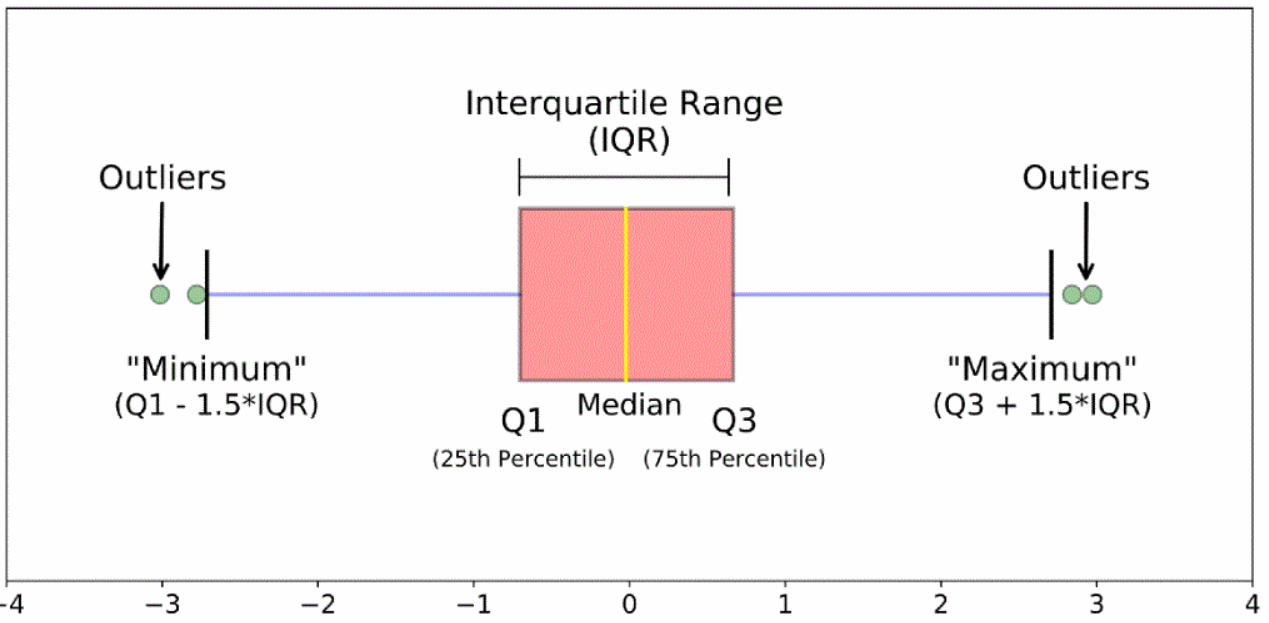 Interquartile Range
(IQR)
Outliers
Outliers
"Minimum"
(Q1 - 1.5*IQR)
"Maximum"
(Q3 + 1.5*IQR)
Median
Q1
Q3
(25th Percentile)
(75th Percentile)
-4
−3
−2
−1
0
1
2
3
4